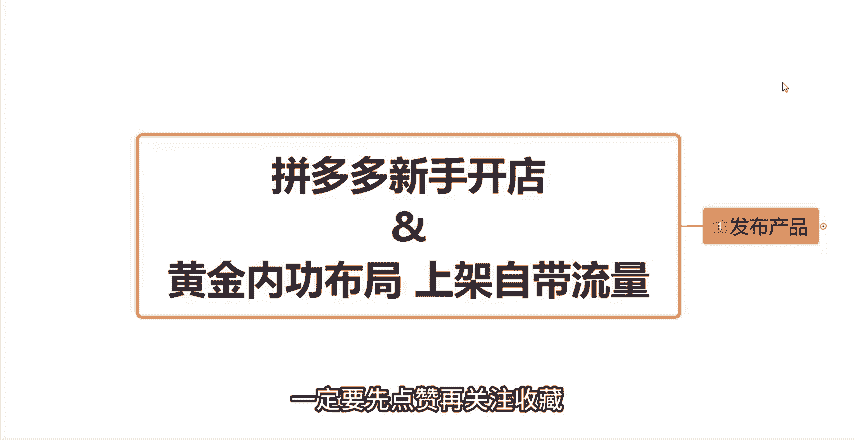 拼多多新手开店
&
黄金内功布局 上架自带流量
发布产品
一定要先点赞再关注收藏